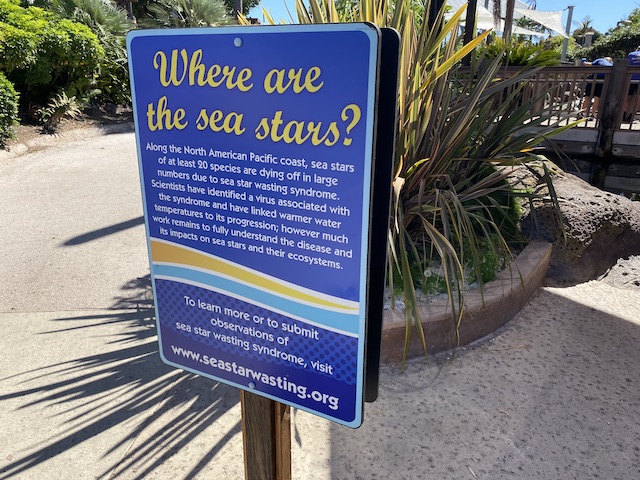 Where are
the sea stars?
Along the North American Pacific coast, sea stars
of at least 20 species are dying off in large
numbers due to sea star wasting syndrome.
Scientists have identified a virus associated with
the syndrome and have linked warmer water
temperatures to its progression; however much
work remains to fully understand the disease and
its impacts on sea stars and their ecosystems.
To learn more or to submit
observations of
sea star wasting syndrome, visit
www.seastarwasting.org